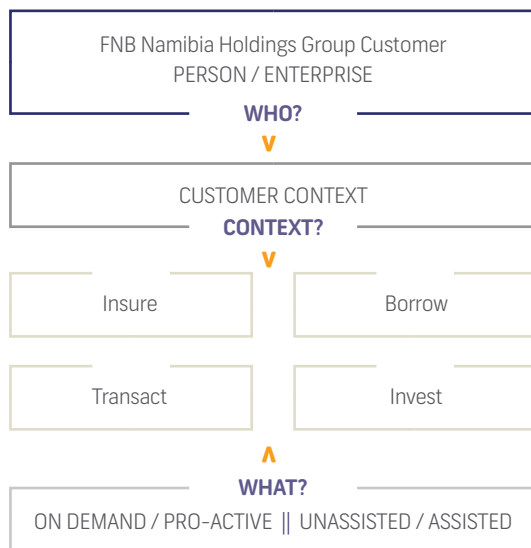 FNB Namibia Holdings Group Customer
PERSON / ENTERPRISE
WHO?
CUSTOMER CONTEXT
CONTEXT?
Insure
Borrow
Transact
Invest
WHAT?
ON DEMAND / PRO-ACTIVE || UNASSISTED / ASSISTED